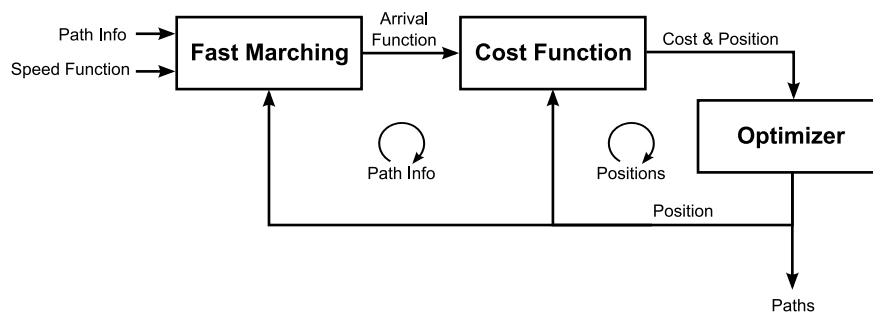 Path Info
Speed Function
Fast Marching
Arrival
Function
Cost Function
Cost & Position
Optimizer
Path Info
Positions
Position
Paths